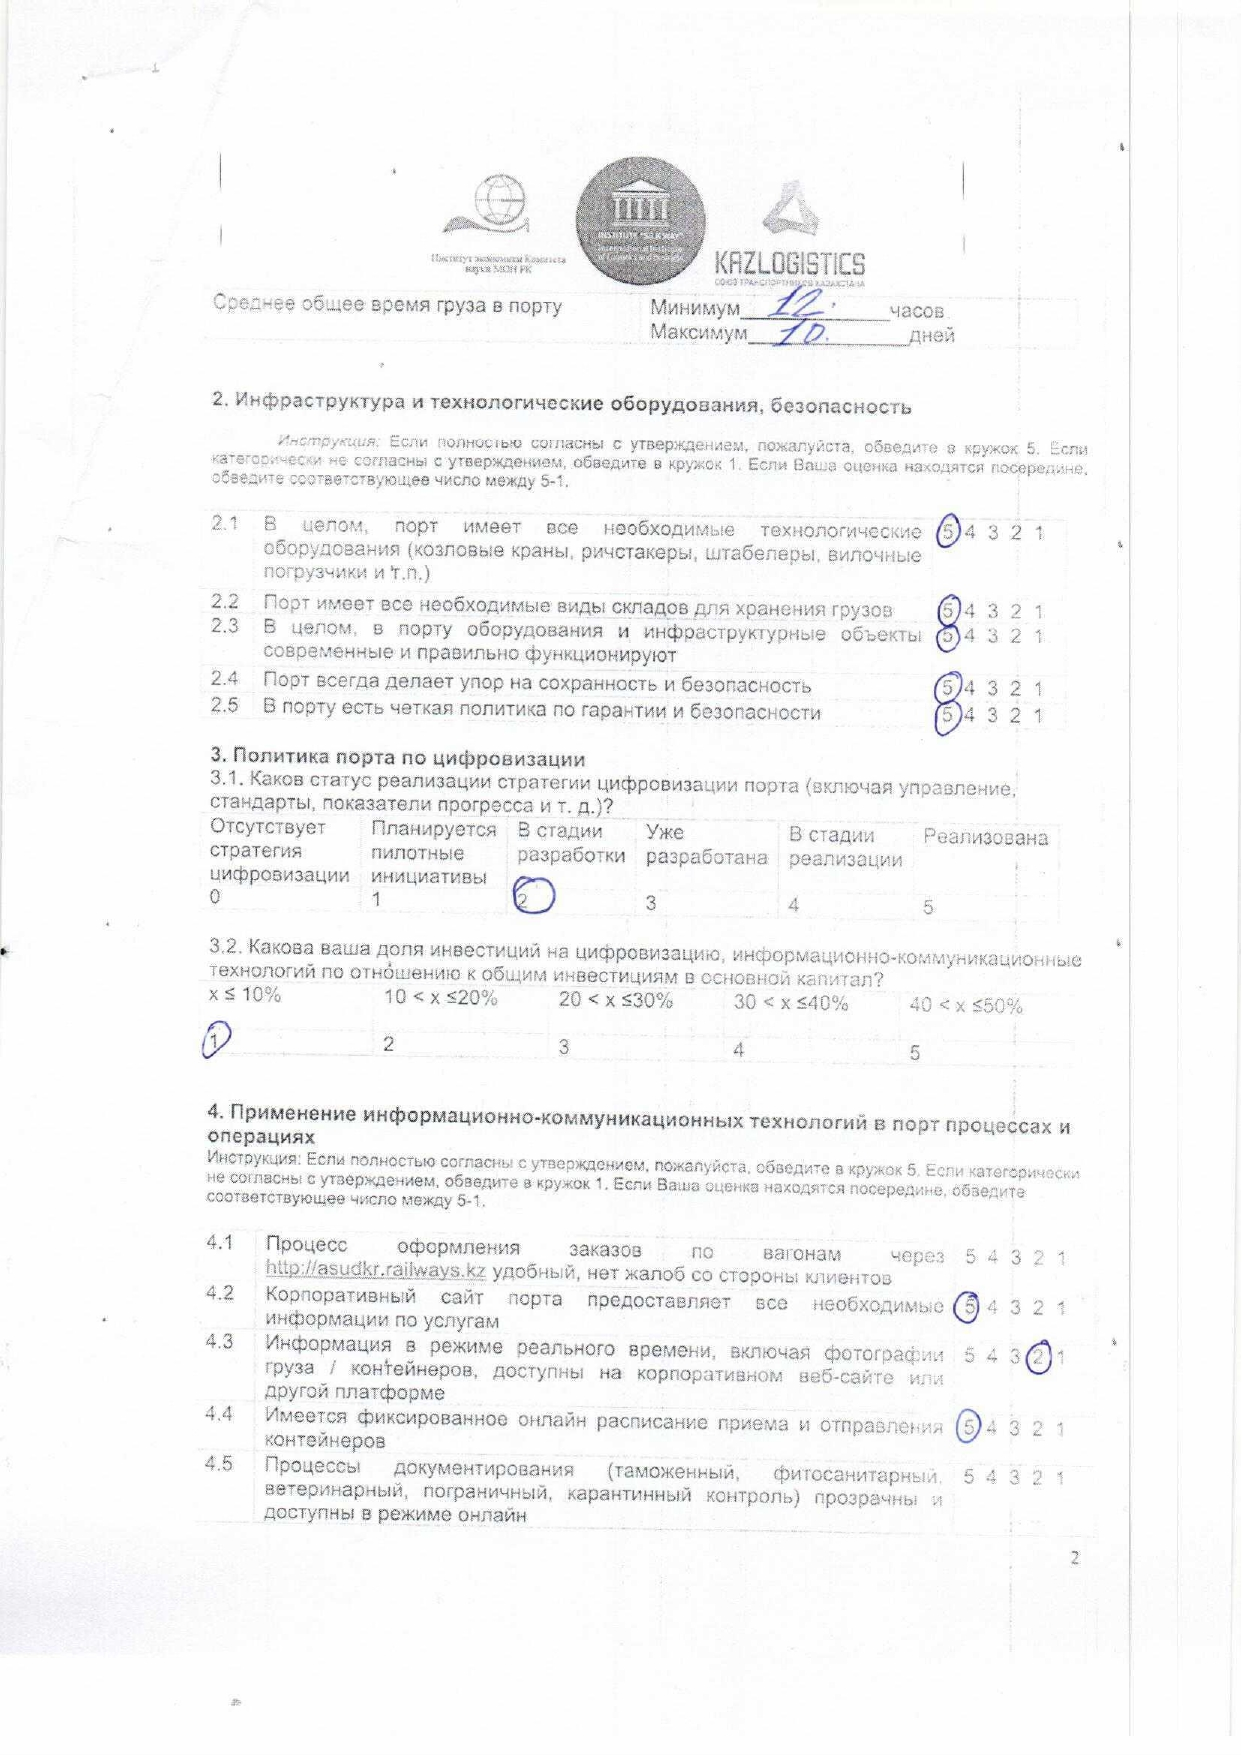 Институт экономики Комитета
науки МОН РК
INSTITUTE "SILKWAY"
KAZLOGISTICS
СОЮЗ ТРАНСПОРТНИКОВ КАЗАХСТАНА
Среднее общее время груза в порту Минимум 12 часов
Максимум 10. дней
2. Инфраструктура и технологические оборудования, безопасность
Инструкция: Если полностью согласны с утверждением, пожалуйста, обведите в кружок 5. Если
категорически не согласны с утверждением, обведите в кружок 1. Если Ваша оценка находятся посередине,
обведите соответствующее число между 5-1.
2.1 В целом, порт имеет все необходимые технологические 5 4 3 2 1
оборудования (козловые краны, ричстакеры, штабелеры, вилочные
погрузчики и т.п.)
2.2 Порт имеет все необходимые виды складов для хранения грузов 5 4 3 2 1
2.3 В целом, в порту оборудования и инфраструктурные объекты 5 4 3 2 1
современные и правильно функционируют
2.4 Порт всегда делает упор на сохранность и безопасность 5 4 3 2 1
2.5 В порту есть четкая политика по гарантии и безопасности 5 4 3 2 1
3. Политика порта по цифровизации
3.1. Каков статус реализации стратегии цифровизации порта (включая управление,
стандарты, показатели прогресса и т. д.)?
Отсутствует Планируется В стадии Уже В стадии Реализована
стратегия пилотные разработки разработана реализации
цифровизации инициативы
0 1 2 3 4 5
3.2. Какова ваша доля инвестиций на цифровизацию, информационно-коммуникационные
технологий по отношению к общим инвестициям в основной капитал?
x ≤ 10% 10 < x ≤20% 20 < x ≤30% 30 < x ≤40% 40 < x ≤50%
1 2 3 4 5
4. Применение информационно-коммуникационных технологий в порт процессах и
операциях
Инструкция: Если полностью согласны с утверждением, пожалуйста, обведите в кружок 5. Если категорически
не согласны с утверждением, обведите в кружок 1. Если Ваша оценка находятся посередине, обведите
соответствующее число между 5-1.
4.1 Процесс оформления заказов по вагонам через 5 4 3 2 1
http://asudkr.railways.kz удобный, нет жалоб со стороны клиентов
4.2 Корпоративный сайт порта предоставляет все необходимые 5 4 3 2 1
информации по услугам
4.3 Информация в режиме реального времени, включая фотографии 5 4 3 2 1
груза / контейнеров, доступны на корпоративном веб-сайте или
другой платформе
4.4 Имеется фиксированное онлайн расписание приема и отправления 5 4 3 2 1
контейнеров
4.5 Процессы документирования (таможенный, фитосанитарный, 5 4 3 2 1
ветеринарный, пограничный, карантинный контроль) прозрачны и
доступны в режиме онлайн
2